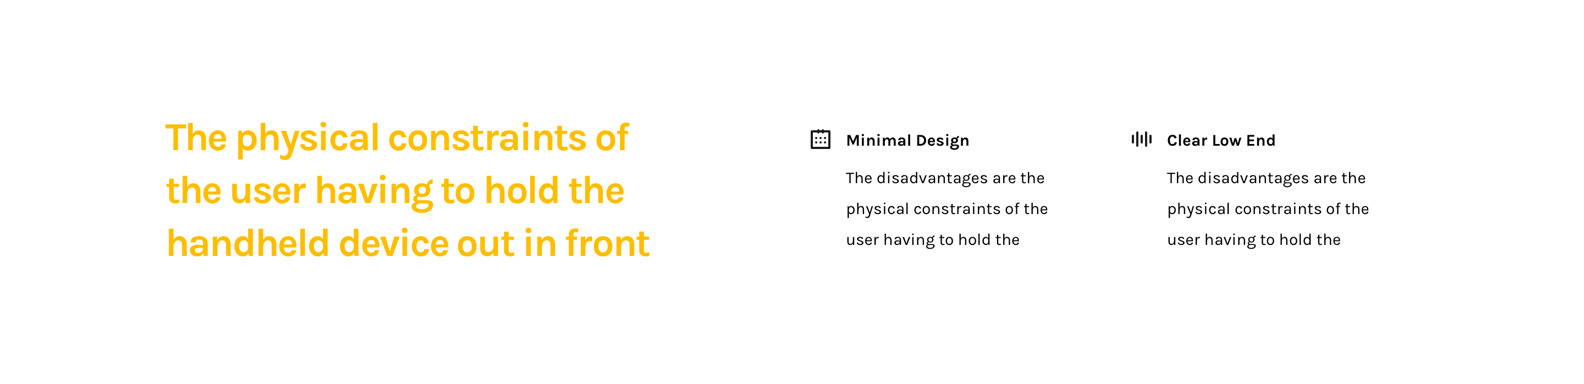 The physical constraints of
the user having to hold the
handheld device out in front
Minimal Design
The disadvantages are the
physical constraints of the
user having to hold the
Clear Low End
The disadvantages are the
physical constraints of the
user having to hold the